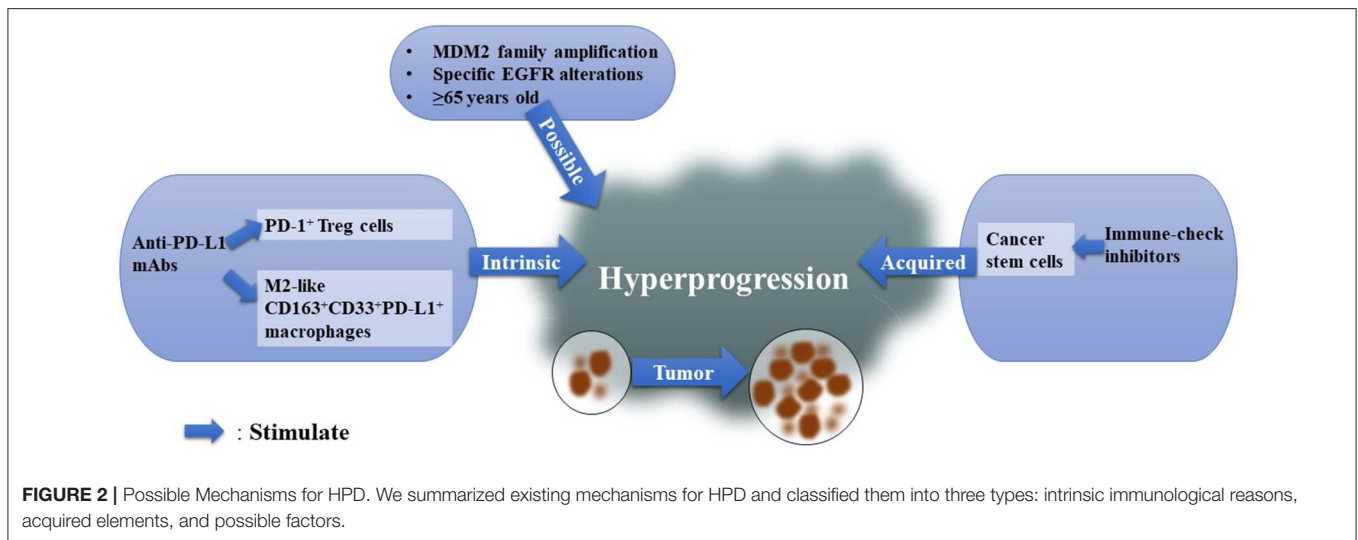 • MDM2 family amplification
• Specific EGFR alterations
• ≥65 years old
Possible
Anti-PD-L1
mAbs
PD-1⁺ Treg cells
M2-like
CD163⁺CD33⁺PD-L1⁺
macrophages
Intrinsic
Hyperprogression
Acquired
Cancer
stem cells
Immune-check
inhibitors
Tumor
: Stimulate
FIGURE 2 | Possible Mechanisms for HPD. We summarized existing mechanisms for HPD and classified them into three types: intrinsic immunological reasons,
acquired elements, and possible factors.